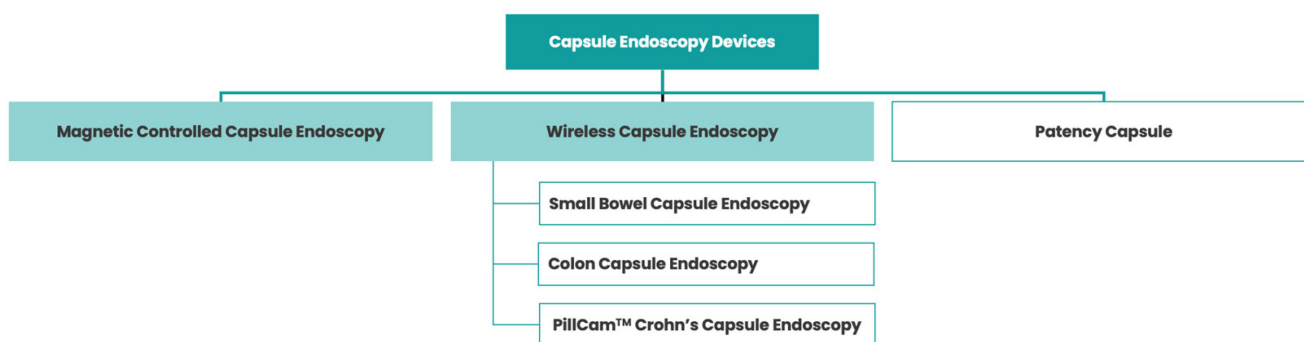 Capsule Endoscopy Devices
Magnetic Controlled Capsule Endoscopy
Wireless Capsule Endoscopy
Patency Capsule
Small Bowel Capsule Endoscopy
Colon Capsule Endoscopy
PillCam™ Crohn’s Capsule Endoscopy